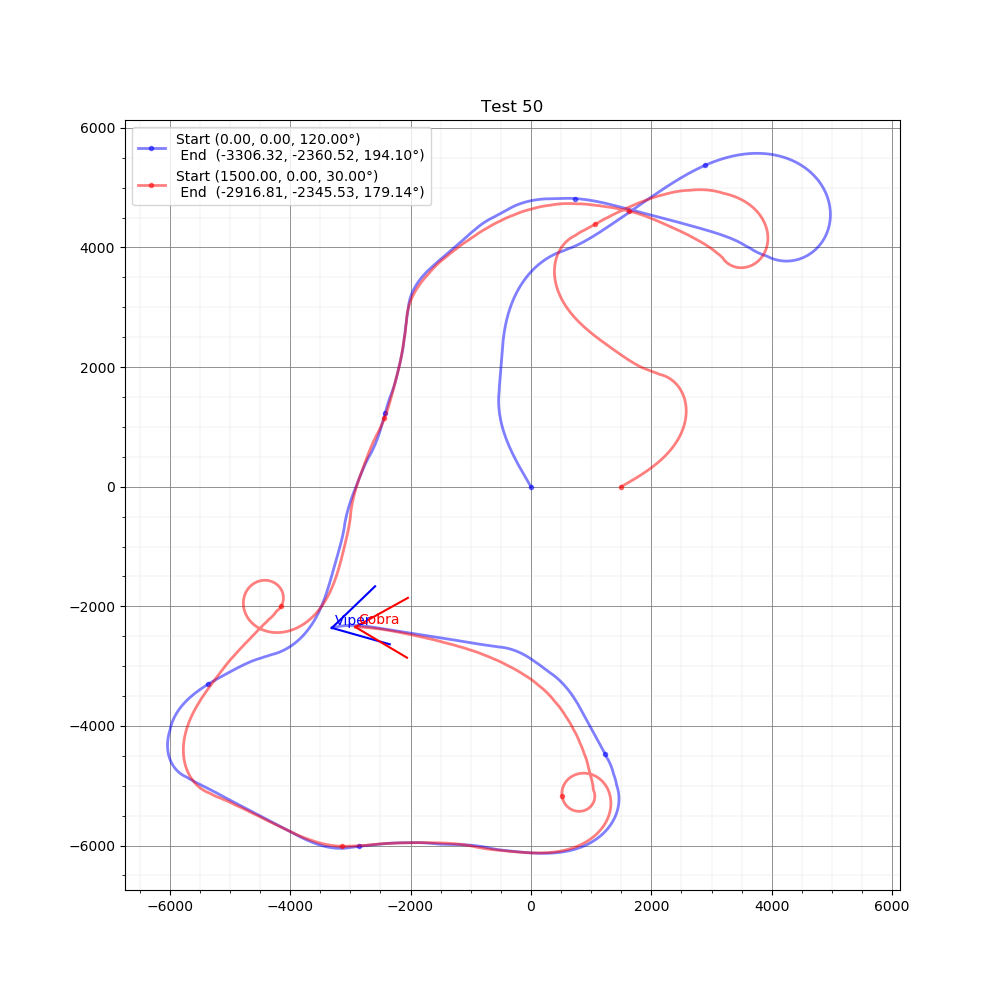 Test 50
Start (0.00, 0.00, 120.00°)
End (-3306.32, -2360.52, 194.10°)
Start (1500.00, 0.00, 30.00°)
End (-2916.81, -2345.53, 179.14°)
6000
4000
2000
0
−2000
−4000
−6000
Viper
Cobra
−6000 −4000 −2000 0 2000 4000 6000